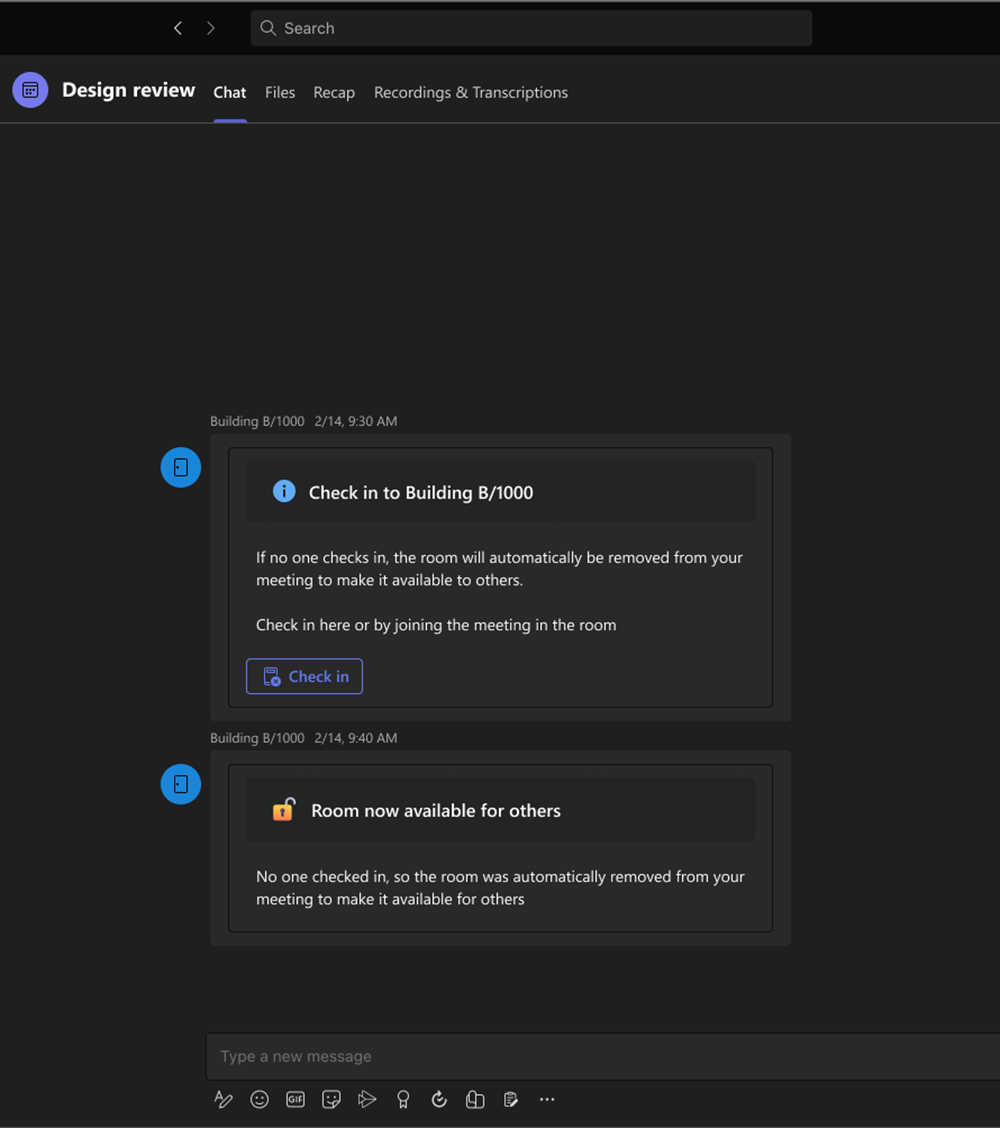 Search
Design review Chat Files Recap Recordings & Transcriptions
Building B/1000 2/14, 9:30 AM
Check in to Building B/1000
If no one checks in, the room will automatically be removed from your
meeting to make it available to others.
Check in here or by joining the meeting in the room
Check in
Building B/1000 2/14, 9:40 AM
Room now available for others
No one checked in, so the room was automatically removed from your
meeting to make it available for others
Type a new message
GIF